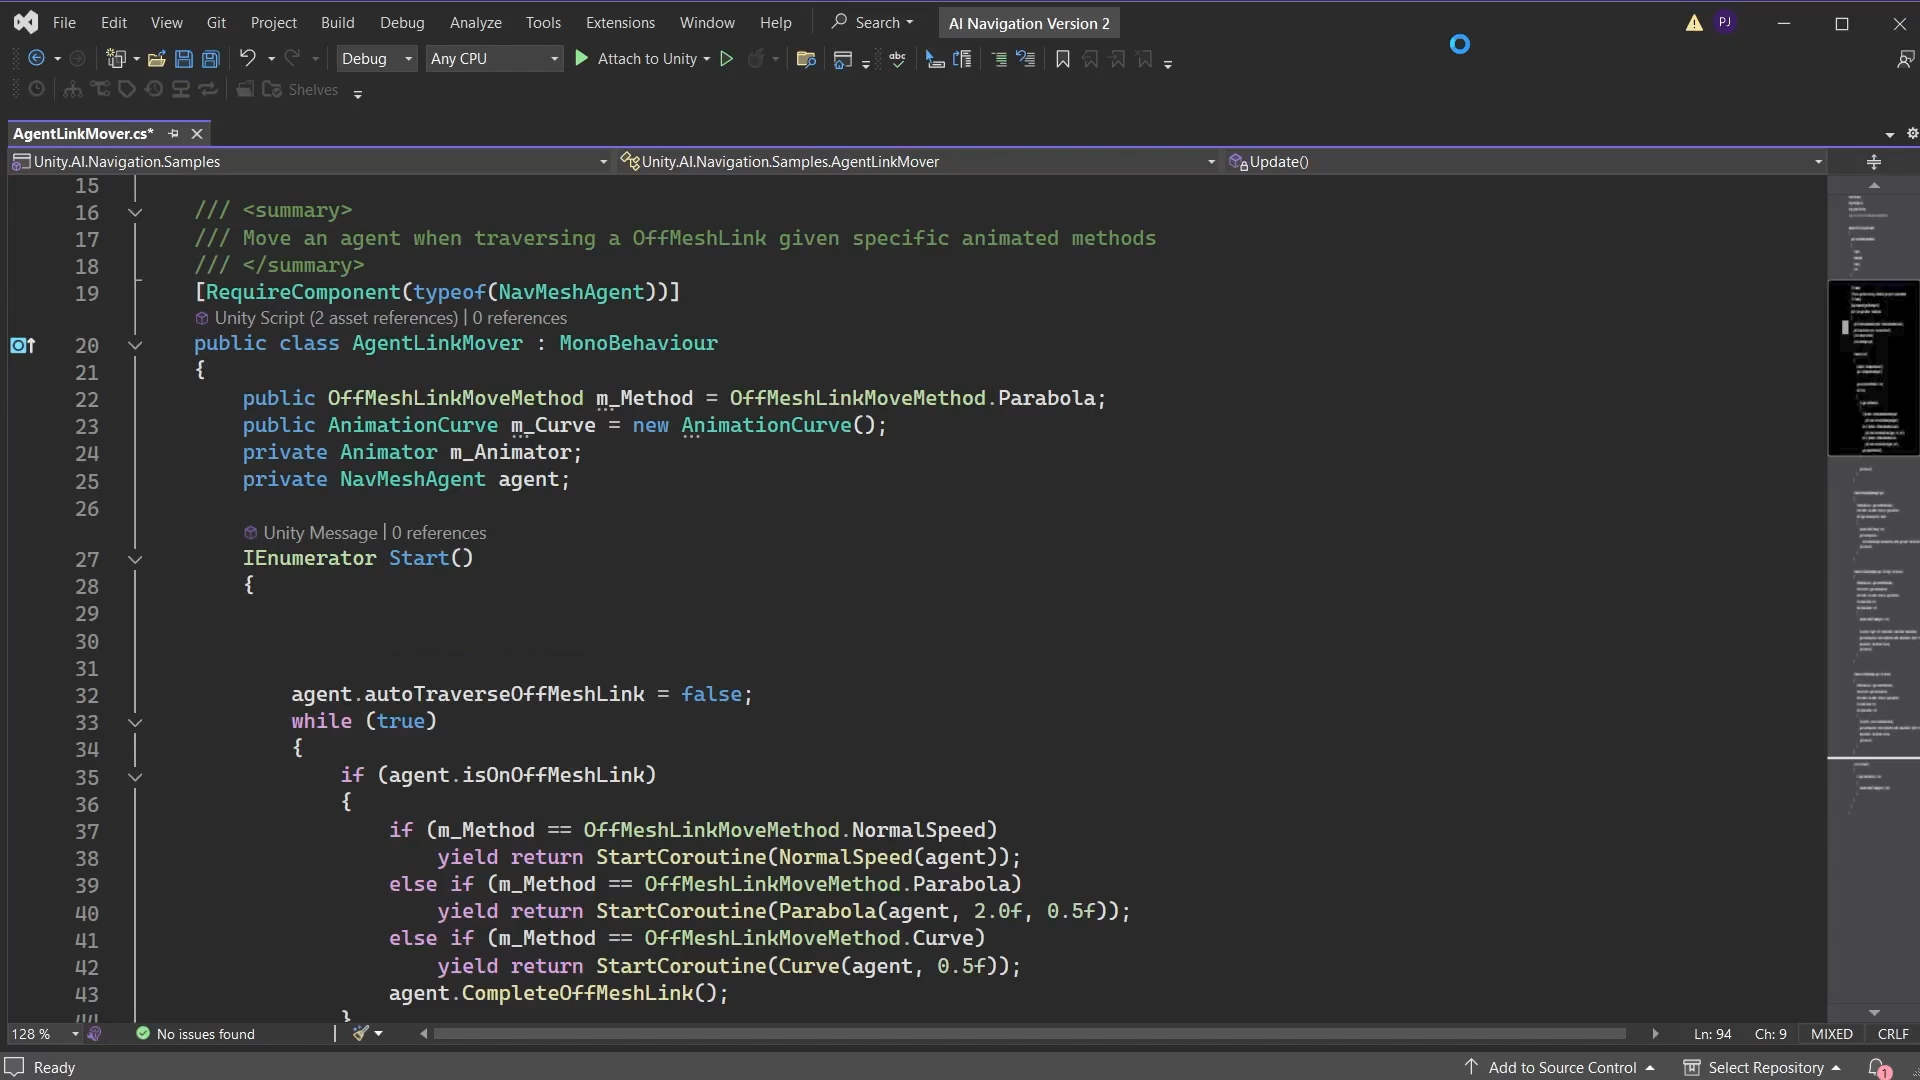 File Edit View Git Project Build Debug Analyze Tools Extensions Window Help Search AI Navigation Version 2 PJ
Debug Any CPU Attach to Unity abc
Shelves
AgentLinkMover.cs*
Unity.AI.Navigation.Samples Unity.AI.Navigation.Samples.AgentLinkMover Update()
15
16 /// <summary>
17 /// Move an agent when traversing a OffMeshLink given specific animated methods
18 /// </summary>
19 [RequireComponent(typeof(NavMeshAgent))]
Unity Script (2 asset references) | 0 references
20 public class AgentLinkMover : MonoBehaviour
21 {
22 public OffMeshLinkMoveMethod m_Method = OffMeshLinkMoveMethod.Parabola;
23 public AnimationCurve m_Curve = new AnimationCurve();
24 private Animator m_Animator;
25 private NavMeshAgent agent;
26
Unity Message | 0 references
27 IEnumerator Start()
28 {
29
30
31
32 agent.autoTraverseOffMeshLink = false;
33 while (true)
34 {
35 if (agent.isOnOffMeshLink)
36 {
37 if (m_Method == OffMeshLinkMoveMethod.NormalSpeed)
38 yield return StartCoroutine(NormalSpeed(agent));
39 else if (m_Method == OffMeshLinkMoveMethod.Parabola)
40 yield return StartCoroutine(Parabola(agent, 2.0f, 0.5f));
41 else if (m_Method == OffMeshLinkMoveMethod.Curve)
42 yield return StartCoroutine(Curve(agent, 0.5f));
43 agent.CompleteOffMeshLink();
44 }
128 % No issues found Ln: 94 Ch: 9 MIXED CRLF
Ready Add to Source Control Select Repository 1